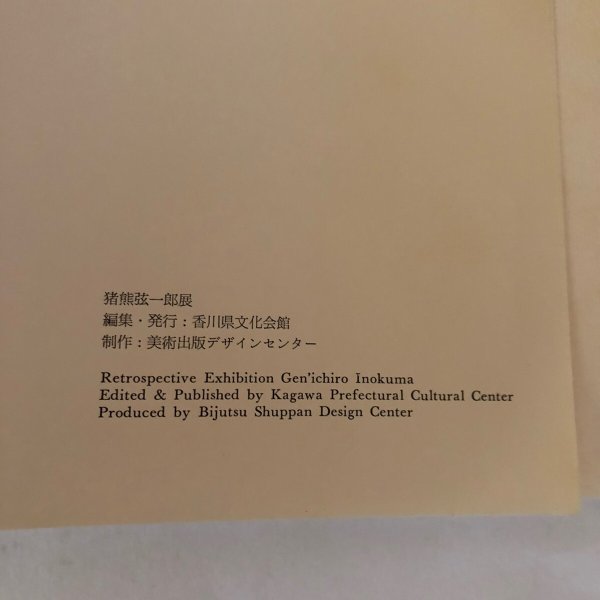 猪熊弦一郎展
編集・発行：香川県文化会館
制作：美術出版デザインセンター
Retrospective Exhibition Gen'ichiro Inokuma
Edited & Published by Kagawa Prefectural Cultural Center
Produced by Bijutsu Shuppan Design Center